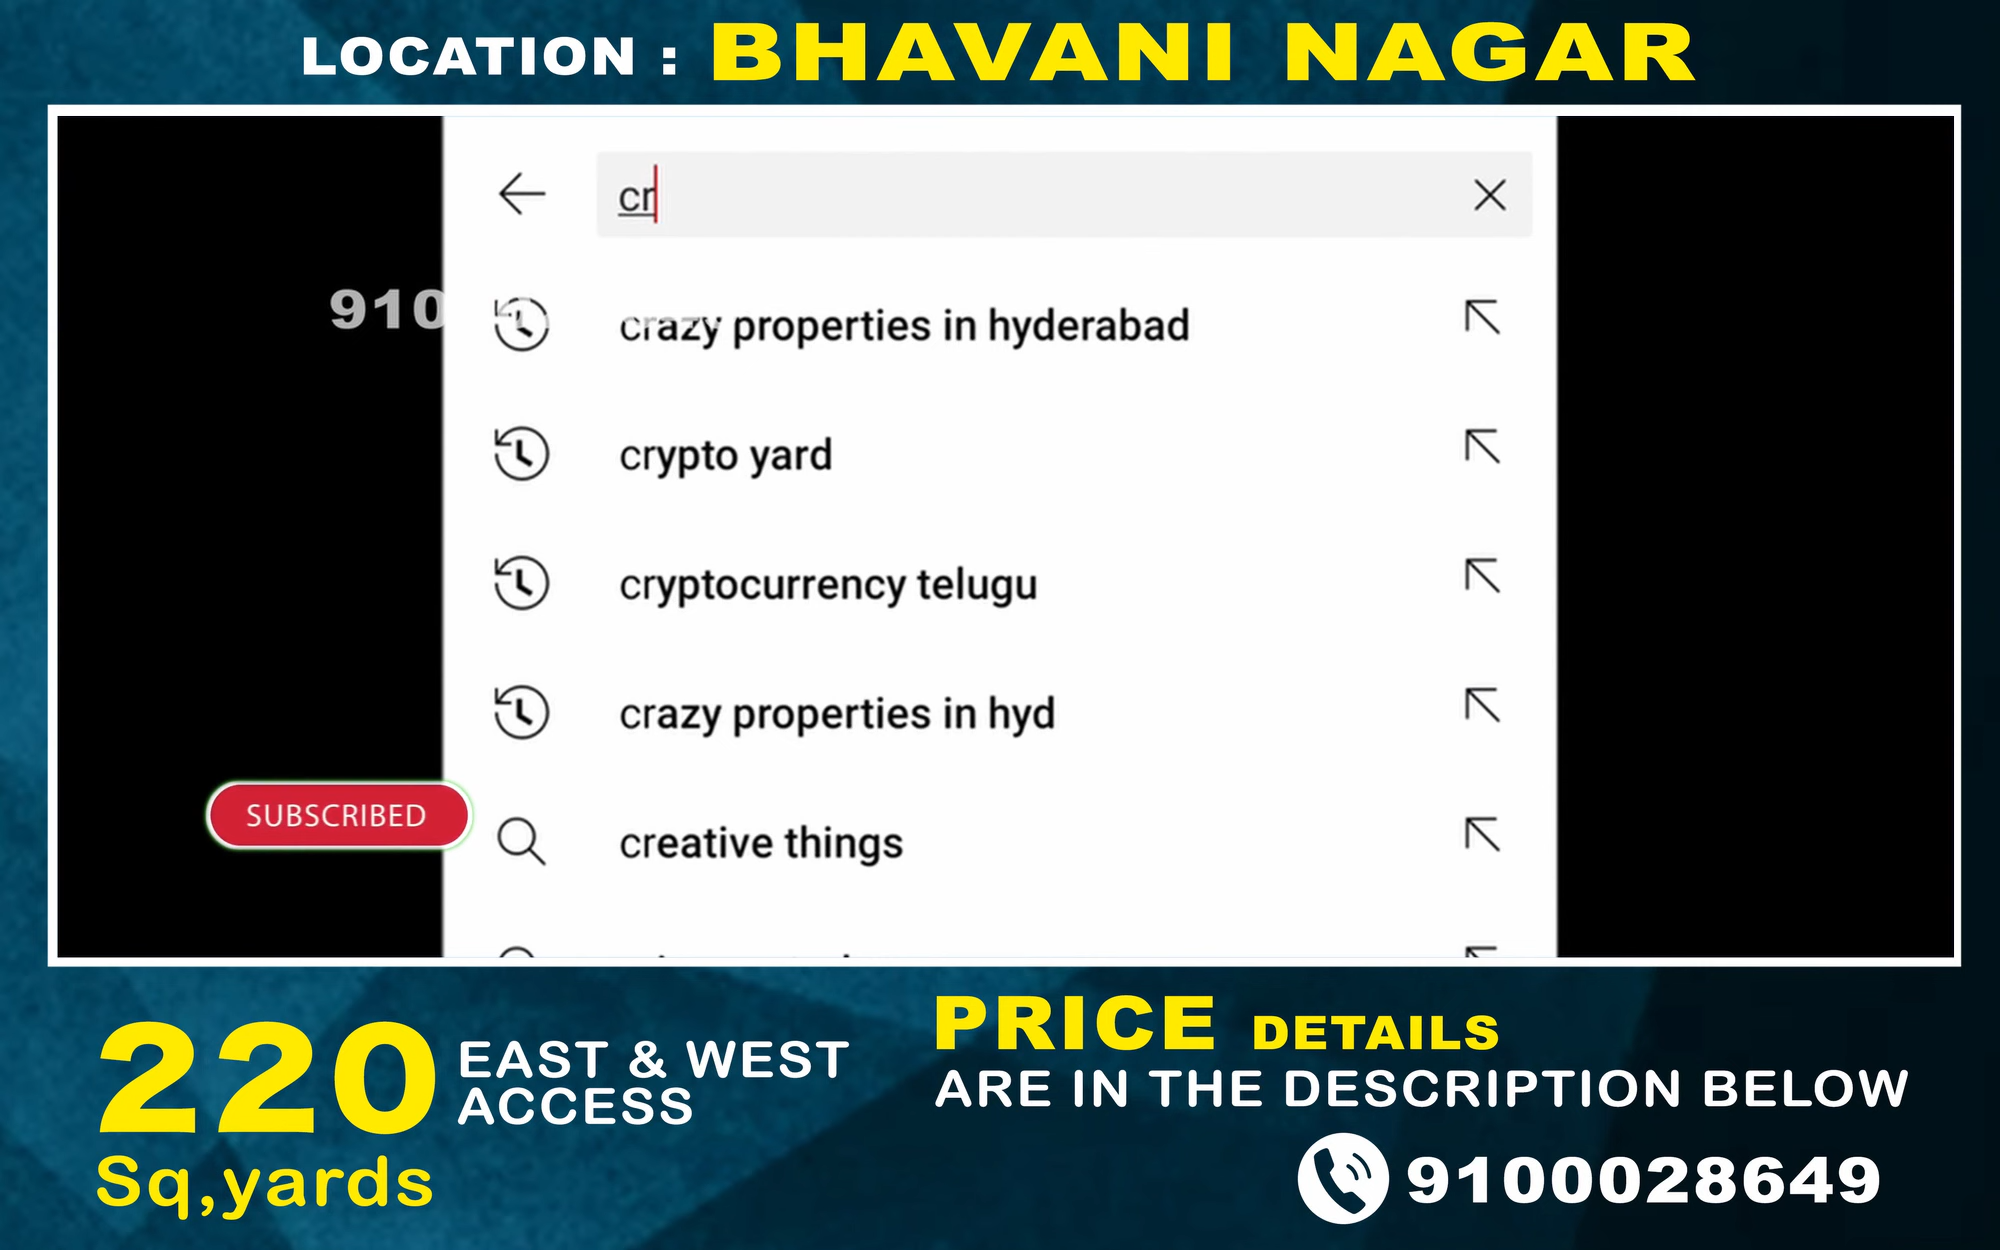 LOCATION : BHAVANI NAGAR
cr
910
crazy properties in hyderabad
crypto yard
cryptocurrency telugu
crazy properties in hyd
SUBSCRIBED
creative things
220 EAST & WEST
ACCESS
Sq,yards
PRICE DETAILS
ARE IN THE DESCRIPTION BELOW
9100028649